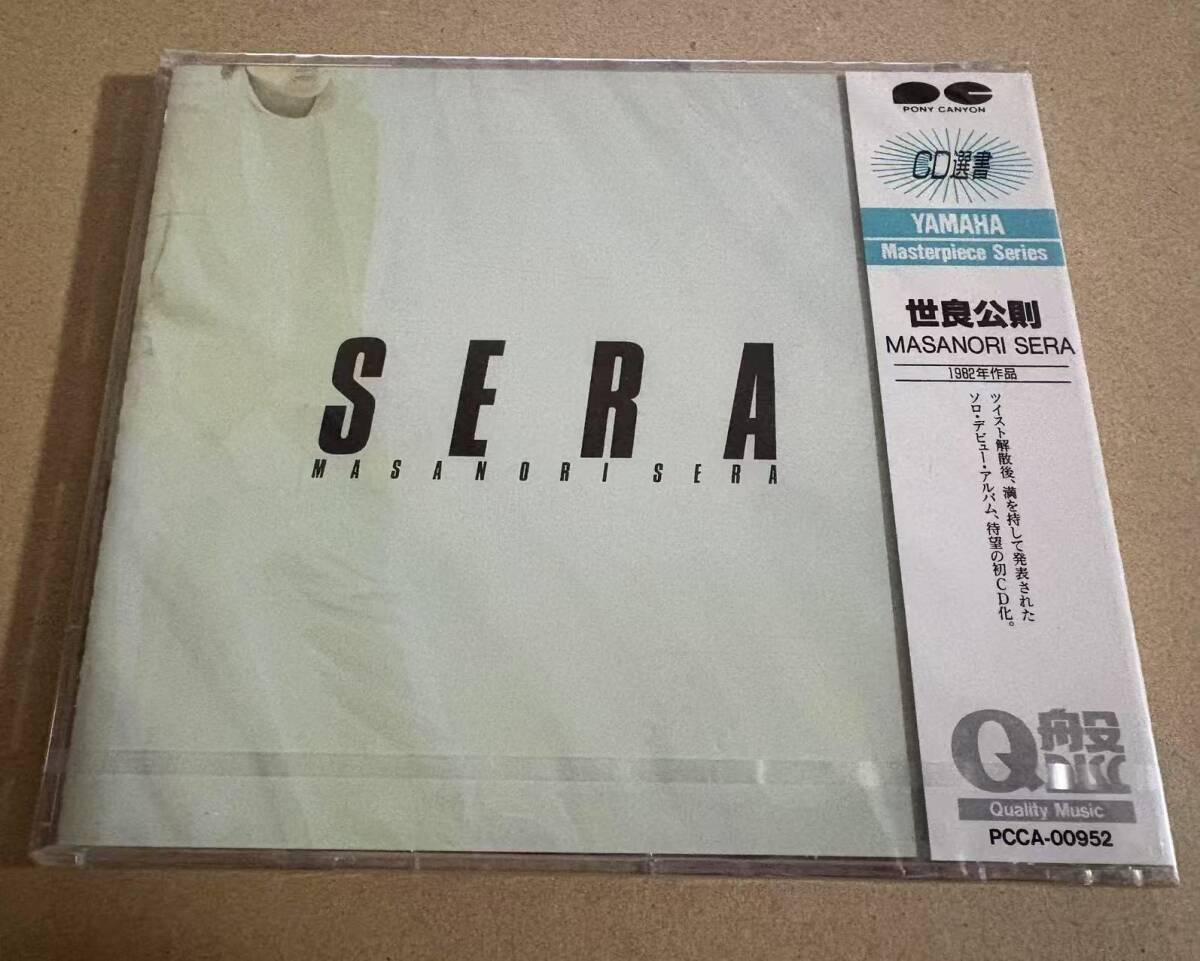 SERA
MASANORI SERA
PONY CANYON
CD選書
YAMAHA
Masterpiece Series
世良公則
MASANORI SERA
1982年作品
ツイスト解散後、満を持して発表された
ソロ・デビュー・アルバム、待望の初CD化。
Q盤
DISC
Quality Music
PCCA-00952